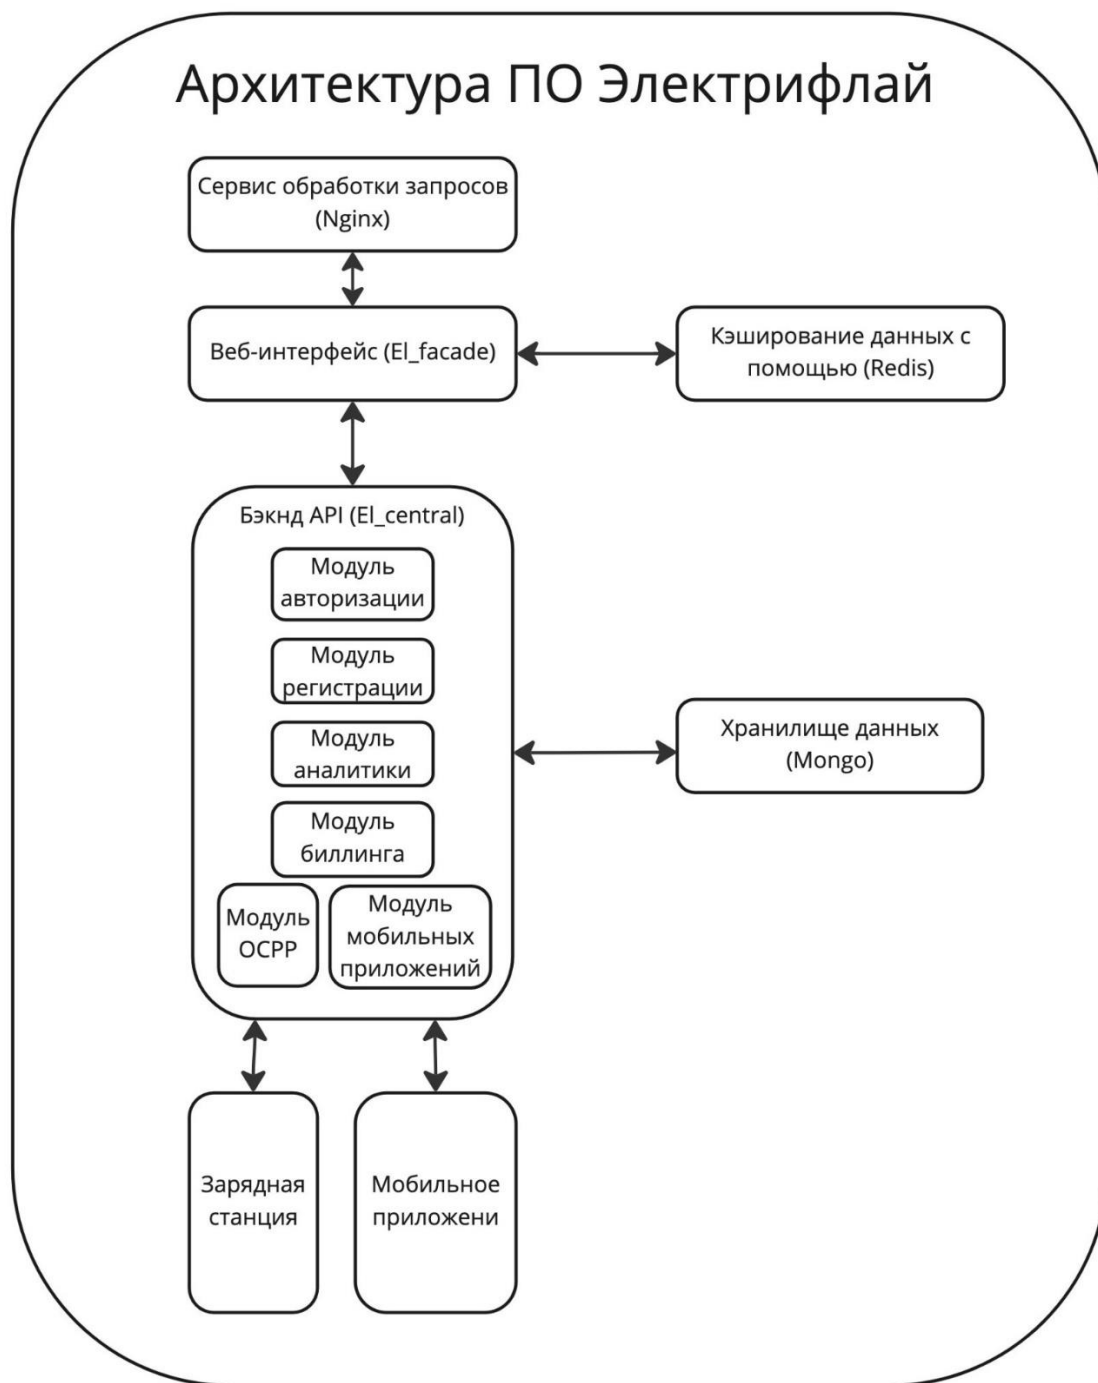 Архитектура ПО Электрифлай
Сервис обработки запросов
(Nginx)
Веб-интерфейс (El_facade)
Кэширование данных с
помощью (Redis)
Бэкнд API (El_central)
Модуль
авторизации
Модуль
регистрации
Модуль
аналитики
Модуль
биллинга
Модуль
OCPP
Модуль
мобильных
приложений
Хранилище данных
(Mongo)
Зарядная
станция
Мобильное
приложени